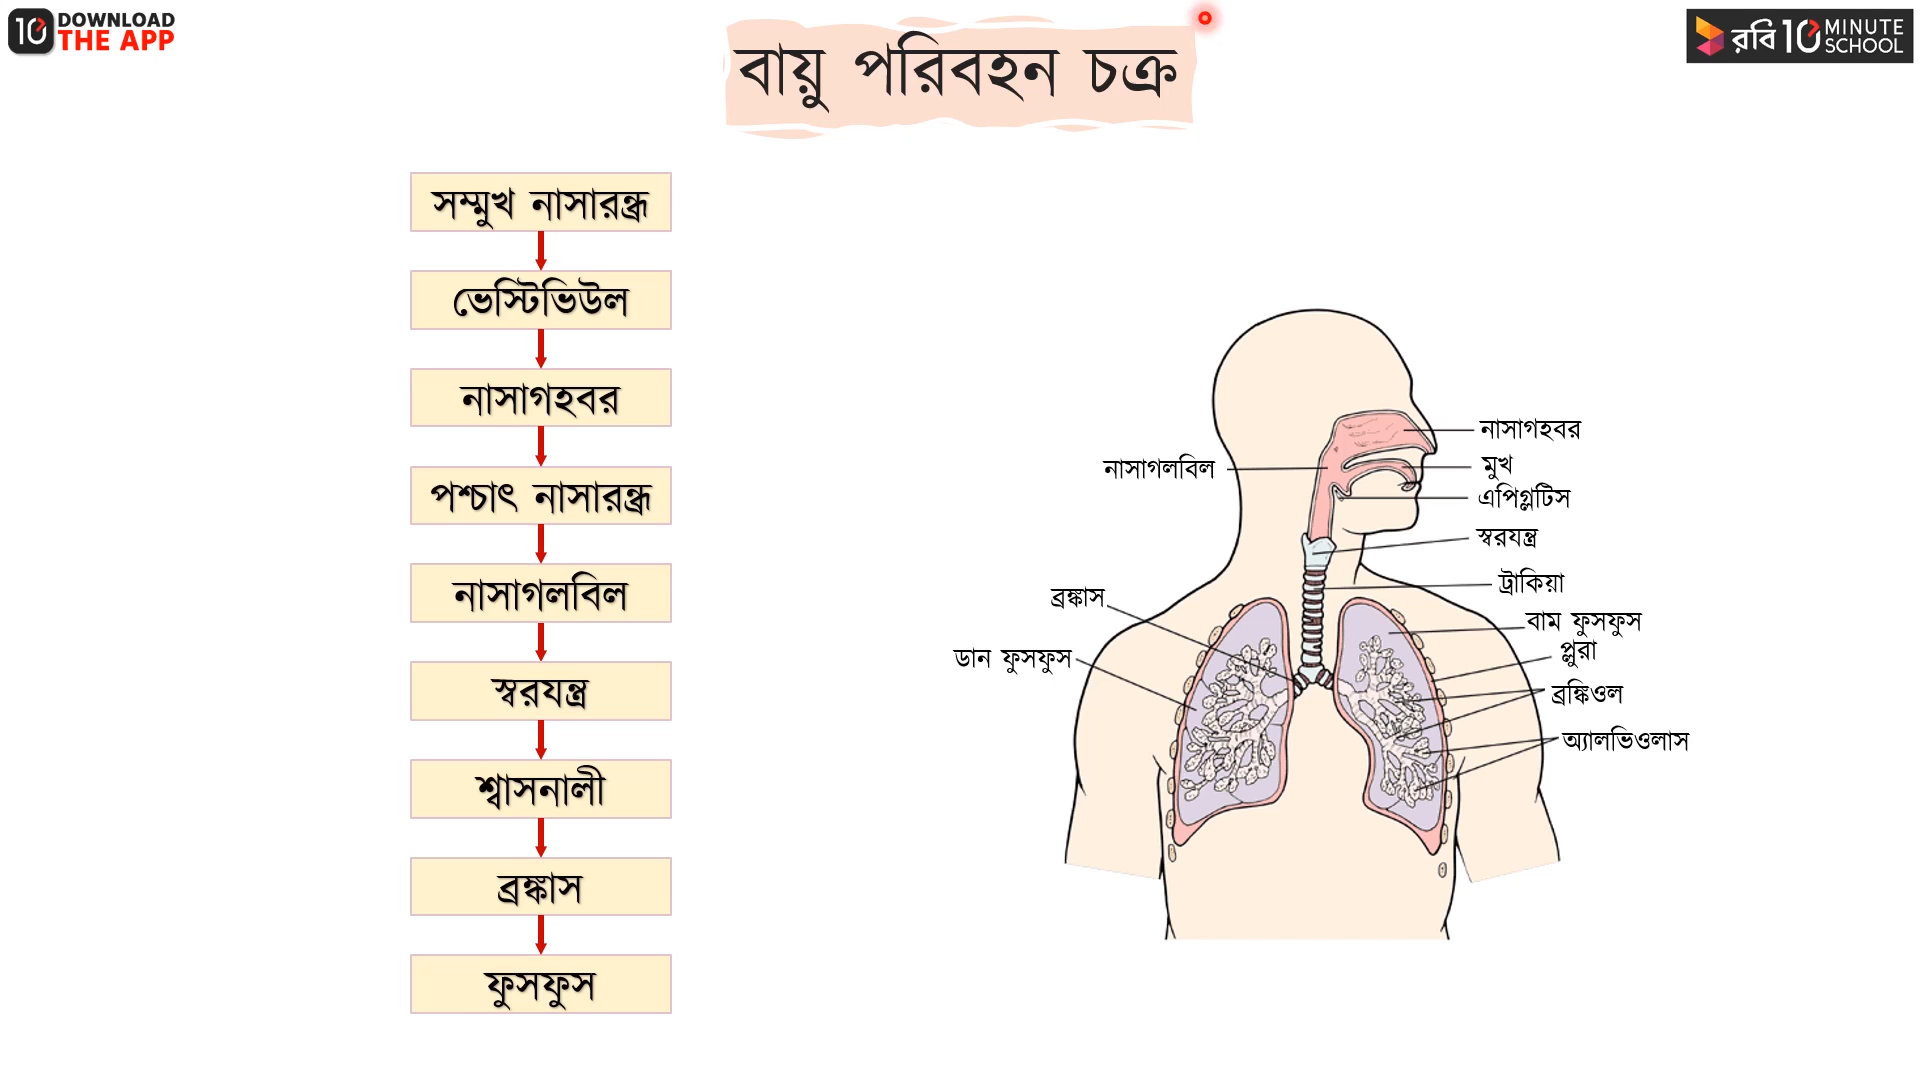 10 DOWNLOAD
THE APP
বায়ু পরিবহন চক্র
রবি 10 MINUTE
SCHOOL
সম্মুখ নাসারন্ধ্র
ভেস্টিভিউল
নাসাগহবর
পশ্চাৎ নাসারন্ধ্র
নাসাগলবিল
স্বরযন্ত্র
শ্বাসনালী
ব্রঙ্কাস
ফুসফুস
নাসাগহবর
নাসাগলবিল
মুখ
এপিগ্লটিস
স্বরযন্ত্র
ট্রাকিয়া
ব্রঙ্কাস
বাম ফুসফুস
প্লুরা
ডান ফুসফুস
ব্রঙ্কিওল
অ্যালভিওলাস